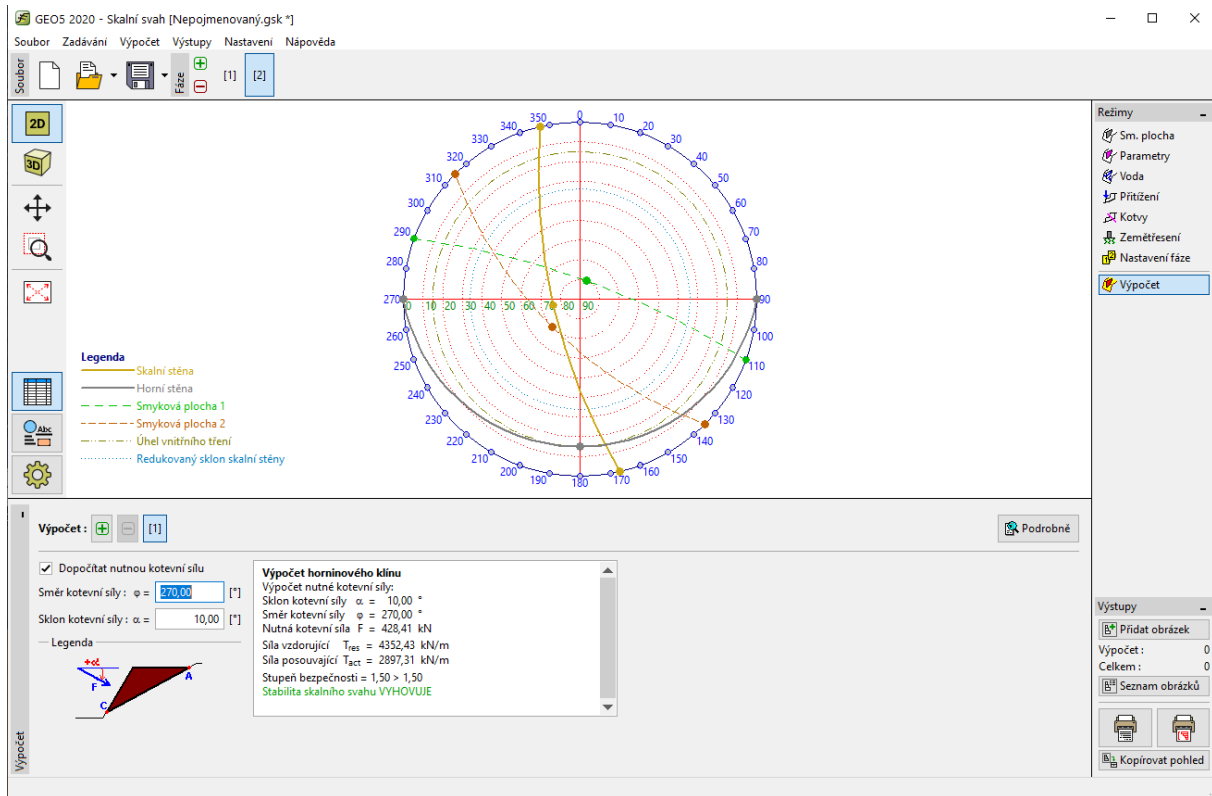 GEO5 2020 - Skalní svah [Nepojmenovaný.gsk *]
Soubor Zadávání Výpočet Výstupy Nastavení Nápověda
Soubor
Fáze
[1] [2]
2D
3D
350 0 10
340 20
330 30
320 40
310 50
300 60
290 70
280 80
270 0 10 20 30 40 50 60 70 80 90 90
260 100
250 110
240 120
230 130
220 140
210 150
200 160
190 180 170
Legenda
Skalní stěna
Horní stěna
Smyková plocha 1
Smyková plocha 2
Úhel vnitřního tření
Redukovaný sklon skalní stěny
Abc
Režimy
Sm. plocha
Parametry
Voda
Přitížení
Kotvy
Zemětřesení
Nastavení fáze
Výpočet
Výpočet : [1]
Podrobné
Dopočítat nutnou kotevní sílu
Směr kotevní síly : φ = 270,00 [°]
Sklon kotevní síly : α = 10,00 [°]
Legenda
+α
F
A
C
Výpočet horninového klínu
Výpočet nutné kotevní síly:
Sklon kotevní síly α = 10,00 °
Směr kotevní síly φ = 270,00 °
Nutná kotevní síla F = 428,41 kN
Síla vzdorující Tres = 4352,43 kN/m
Síla posouvající Tact = 2897,31 kN/m
Stupeň bezpečnosti = 1,50 > 1,50
Stabilita skalního svahu VYHOVUJE
Výpočet
Výstupy
Přidat obrázek
Výpočet : 0
Celkem : 0
Seznam obrázků
Kopírovat pohled